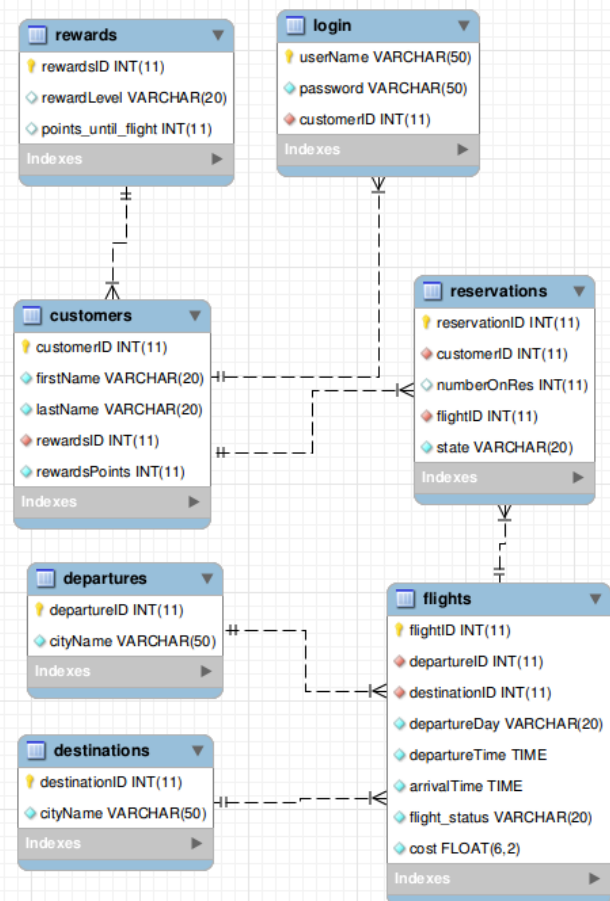 rewards
rewardsID INT(11)
rewardLevel VARCHAR(20)
points_until_flight INT(11)
Indexes
login
userName VARCHAR(50)
password VARCHAR(50)
customerID INT(11)
Indexes
customers
customerID INT(11)
firstName VARCHAR(20)
lastName VARCHAR(20)
rewardsID INT(11)
rewardsPoints INT(11)
Indexes
reservations
reservationID INT(11)
customerID INT(11)
numberOnRes INT(11)
flightID INT(11)
state VARCHAR(20)
Indexes
departures
departureID INT(11)
cityName VARCHAR(50)
Indexes
destinations
destinationID INT(11)
cityName VARCHAR(50)
Indexes
flights
flightID INT(11)
departureID INT(11)
destinationID INT(11)
departureDay VARCHAR(20)
departureTime TIME
arrivalTime TIME
flight_status VARCHAR(20)
cost FLOAT(6,2)
Indexes